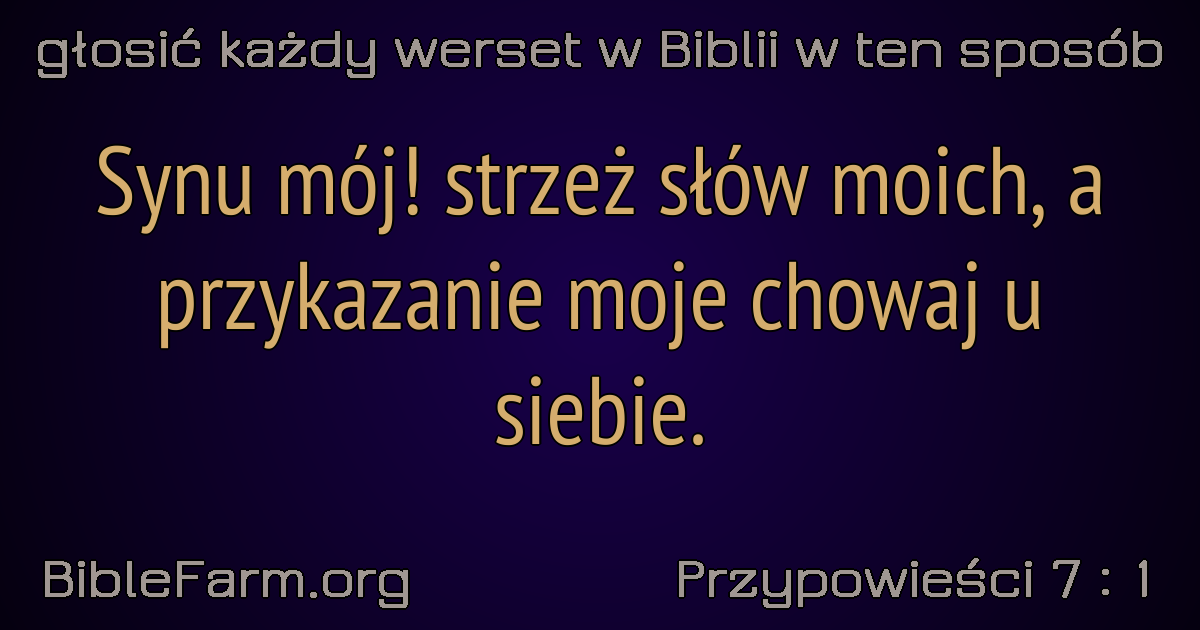 głosić każdy werset w Biblii w ten sposób
Synu mój! strzeż słów moich, a
przykazanie moje chowaj u
siebie.
BibleFarm.org
Przypowieści 7 : 1